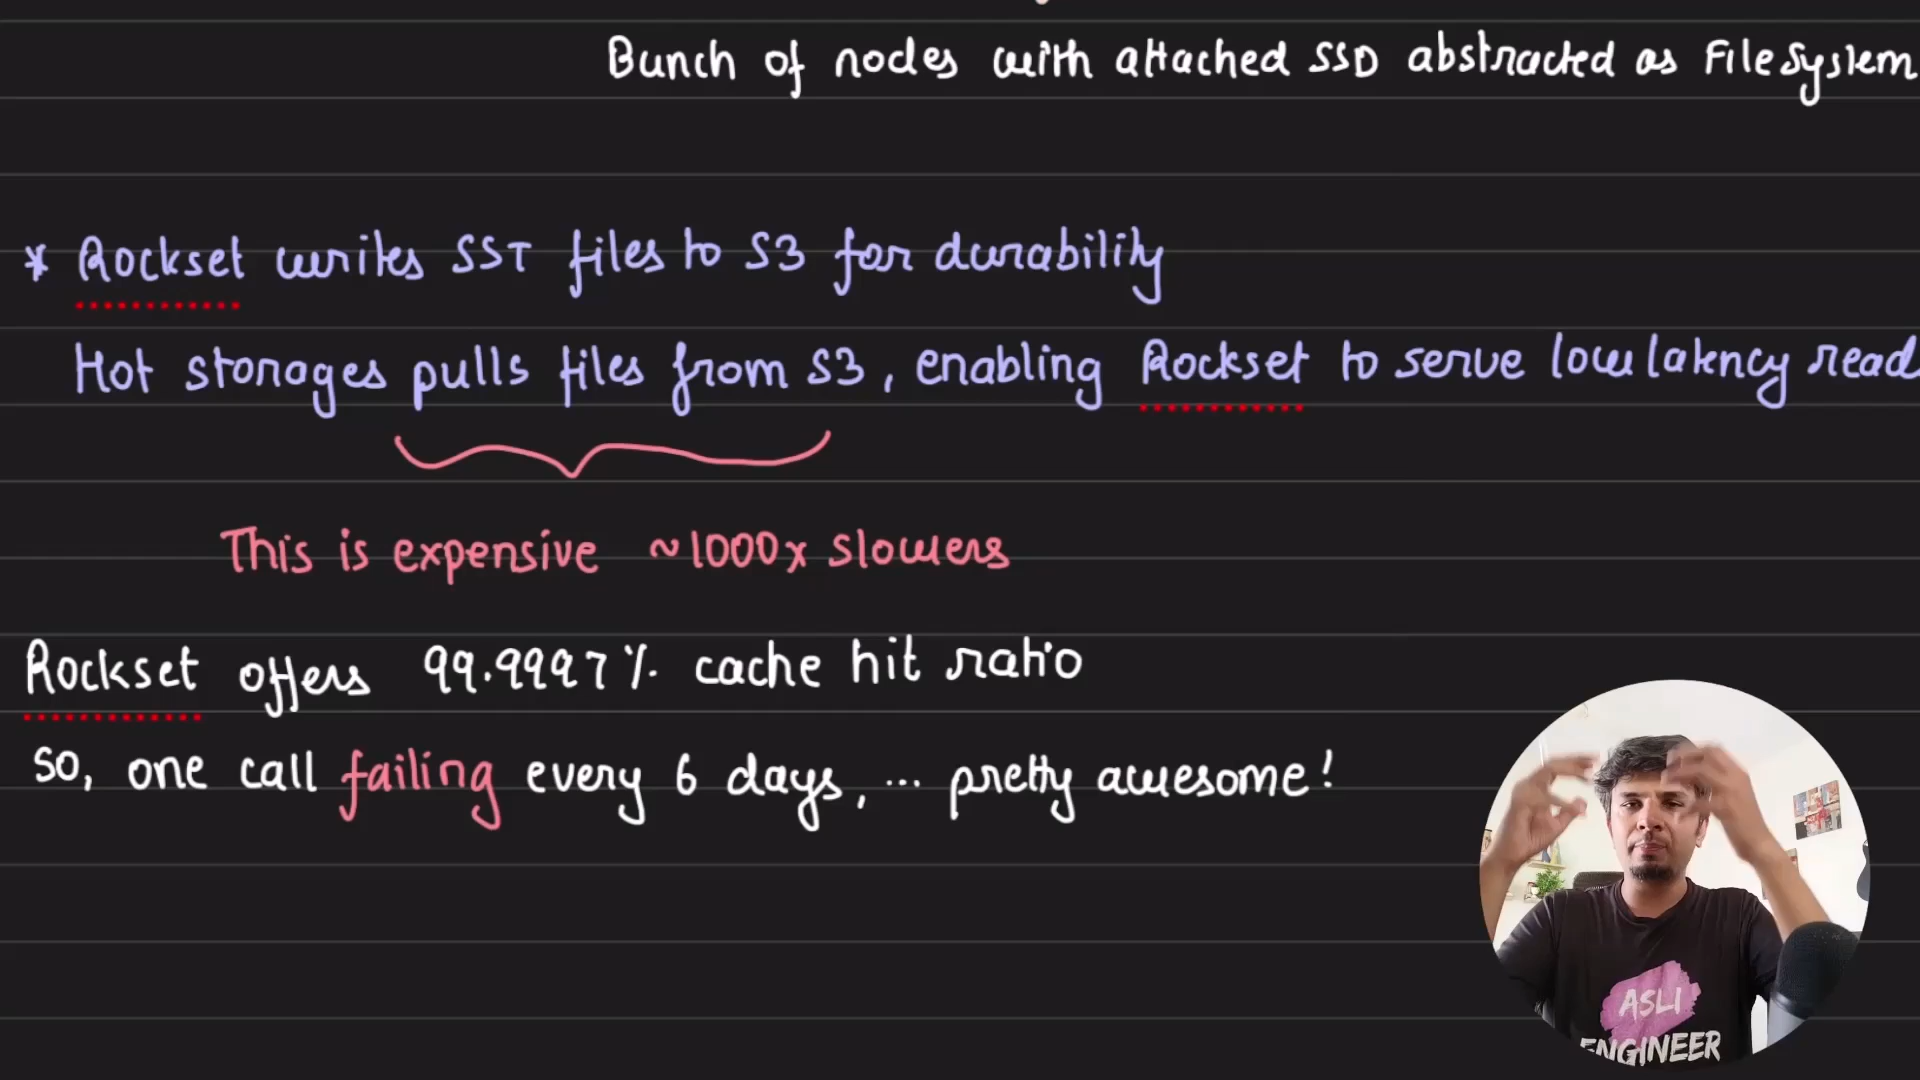 Bunch of nodes with attached SSD abstracted as FileSystem
* Rockset writes SST files to S3 for durability
Hot storages pulls files from S3, enabling Rockset to serve low latency read
This is expensive ~1000x slower
Rockset offers 99.9997% cache hit ratio
So, one call failing every 6 days, ... pretty awesome!
ASLI
ENGINEER